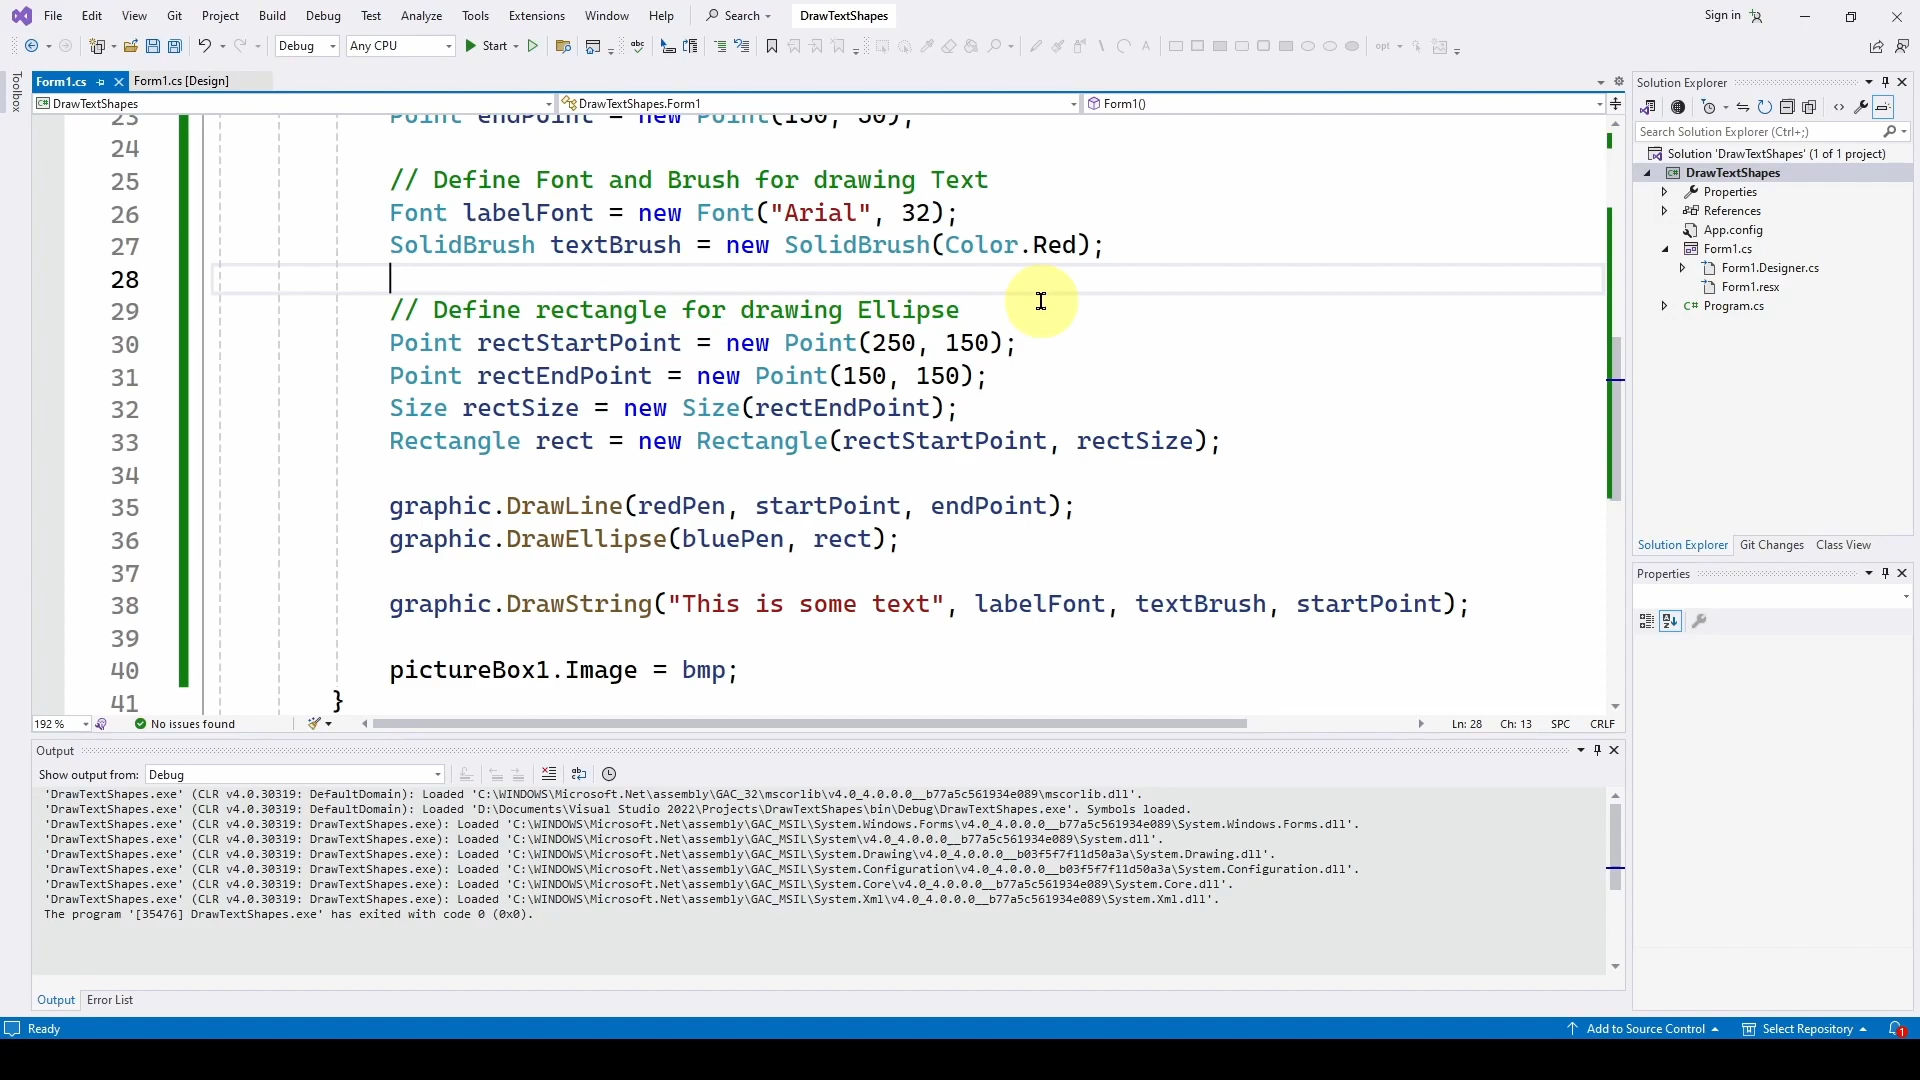 File Edit View Git Project Build Debug Test Analyze Tools Extensions Window Help Search DrawTextShapes Sign in
Debug Any CPU Start opt
Toolbox
Form1.cs Form1.cs [Design]
DrawTextShapes DrawTextShapes.Form1 Form1()
23 Point endPoint = new Point(150, 50);
24
25 // Define Font and Brush for drawing Text
26 Font labelFont = new Font("Arial", 32);
27 SolidBrush textBrush = new SolidBrush(Color.Red);
28
29 // Define rectangle for drawing Ellipse
30 Point rectStartPoint = new Point(250, 150);
31 Point rectEndPoint = new Point(150, 150);
32 Size rectSize = new Size(rectEndPoint);
33 Rectangle rect = new Rectangle(rectStartPoint, rectSize);
34
35 graphic.DrawLine(redPen, startPoint, endPoint);
36 graphic.DrawEllipse(bluePen, rect);
37
38 graphic.DrawString("This is some text", labelFont, textBrush, startPoint);
39
40 pictureBox1.Image = bmp;
41 }
192 % No issues found Ln: 28 Ch: 13 SPC CRLF
Output
Show output from: Debug
'DrawTextShapes.exe' (CLR v4.0.30319: DefaultDomain): Loaded 'C:\WINDOWS\Microsoft.Net\assembly\GAC_32\mscorlib\v4.0_4.0.0.0__b77a5c561934e089\mscorlib.dll'.
'DrawTextShapes.exe' (CLR v4.0.30319: DefaultDomain): Loaded 'D:\Documents\Visual Studio 2022\Projects\DrawTextShapes\bin\Debug\DrawTextShapes.exe'. Symbols loaded.
'DrawTextShapes.exe' (CLR v4.0.30319: DrawTextShapes.exe): Loaded 'C:\WINDOWS\Microsoft.Net\assembly\GAC_MSIL\System.Windows.Forms\v4.0_4.0.0.0__b77a5c561934e089\System.Windows.Forms.dll'.
'DrawTextShapes.exe' (CLR v4.0.30319: DrawTextShapes.exe): Loaded 'C:\WINDOWS\Microsoft.Net\assembly\GAC_MSIL\System\v4.0_4.0.0.0__b77a5c561934e089\System.dll'.
'DrawTextShapes.exe' (CLR v4.0.30319: DrawTextShapes.exe): Loaded 'C:\WINDOWS\Microsoft.Net\assembly\GAC_MSIL\System.Drawing\v4.0_4.0.0.0__b03f5f7f11d50a3a\System.Drawing.dll'.
'DrawTextShapes.exe' (CLR v4.0.30319: DrawTextShapes.exe): Loaded 'C:\WINDOWS\Microsoft.Net\assembly\GAC_MSIL\System.Configuration\v4.0_4.0.0.0__b03f5f7f11d50a3a\System.Configuration.dll'.
'DrawTextShapes.exe' (CLR v4.0.30319: DrawTextShapes.exe): Loaded 'C:\WINDOWS\Microsoft.Net\assembly\GAC_MSIL\System.Core\v4.0_4.0.0.0__b77a5c561934e089\System.Core.dll'.
'DrawTextShapes.exe' (CLR v4.0.30319: DrawTextShapes.exe): Loaded 'C:\WINDOWS\Microsoft.Net\assembly\GAC_MSIL\System.Xml\v4.0_4.0.0.0__b77a5c561934e089\System.Xml.dll'.
The program '[35476] DrawTextShapes.exe' has exited with code 0 (0x0).
Output Error List
Solution Explorer
Search Solution Explorer (Ctrl+;)
Solution 'DrawTextShapes' (1 of 1 project)
DrawTextShapes
Properties
References
App.config
Form1.cs
Form1.Designer.cs
Form1.resx
C# Program.cs
Solution Explorer Git Changes Class View
Properties
Ready Add to Source Control Select Repository 1